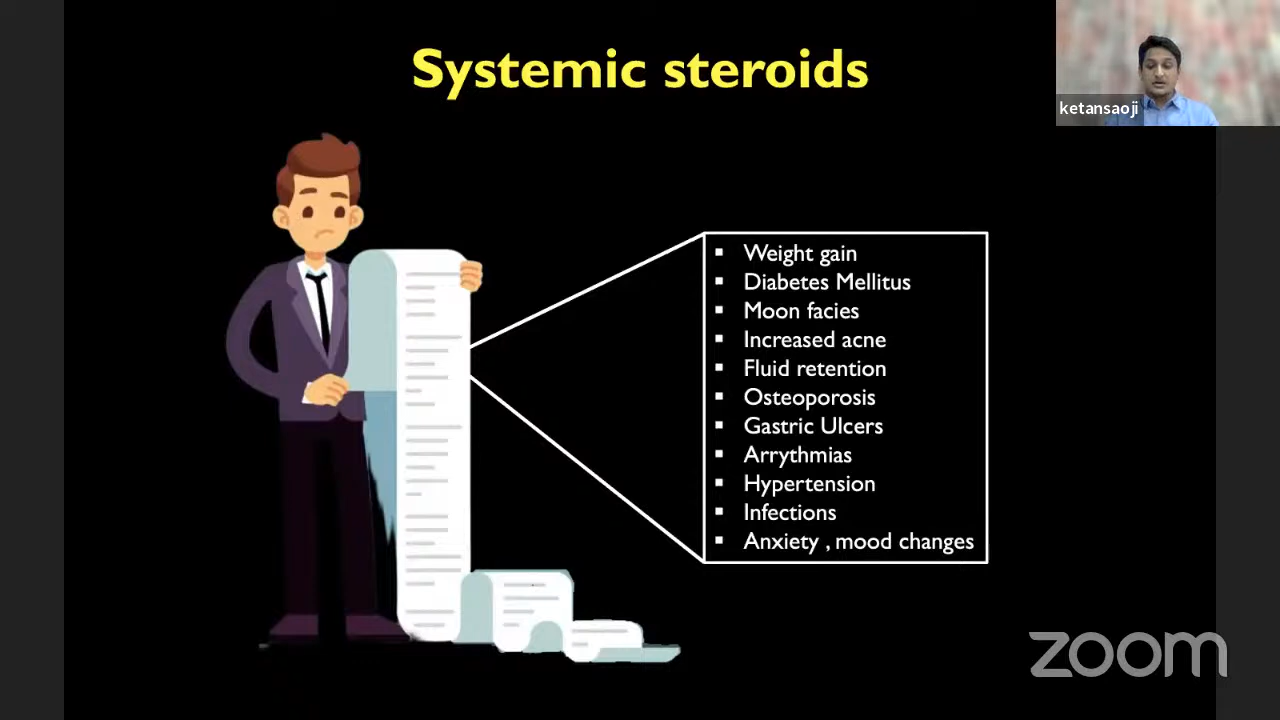 Systemic steroids
ketansaoji
Weight gain
Diabetes Mellitus
Moon facies
Increased acne
Fluid retention
Osteoporosis
Gastric Ulcers
Arrythmias
Hypertension
Infections
Anxiety , mood changes
zoom